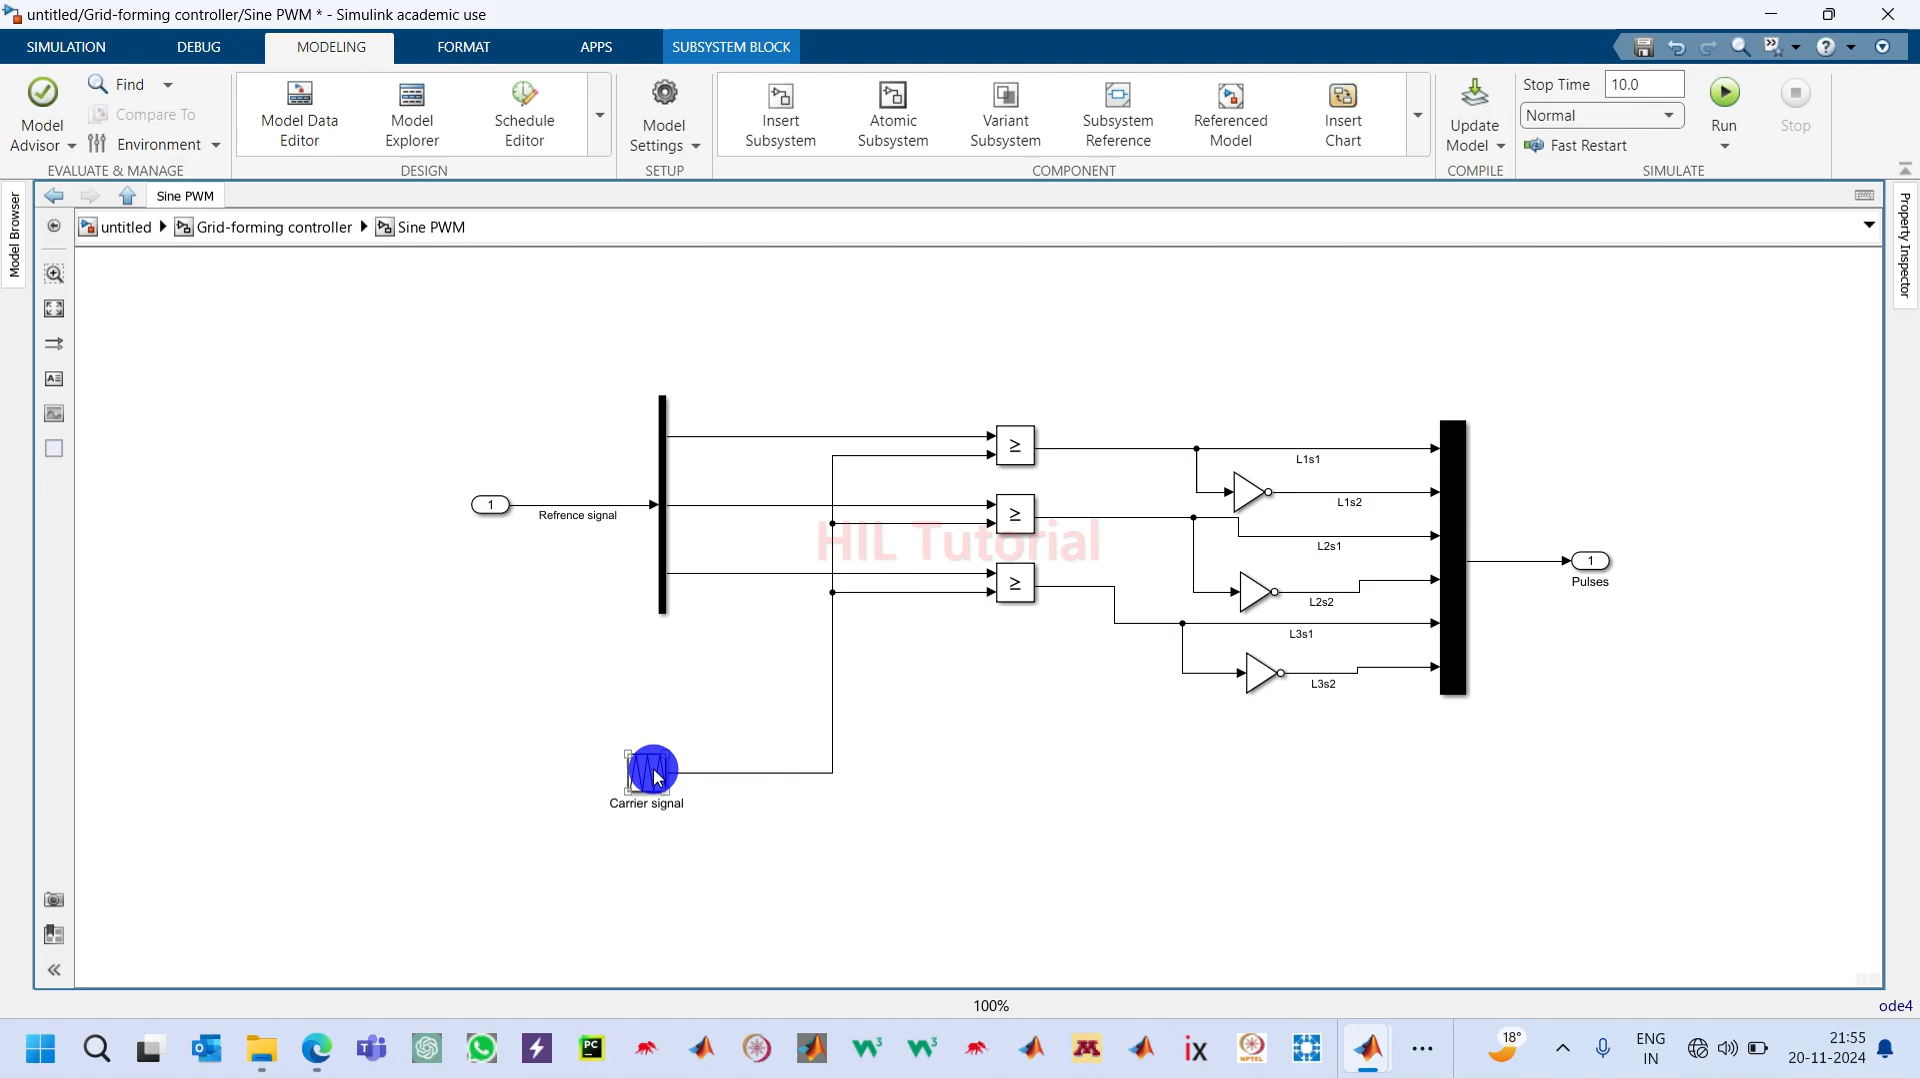 untitled/Grid-forming controller/Sine PWM * - Simulink academic use
SIMULATION DEBUG MODELING FORMAT APPS SUBSYSTEM BLOCK
Model Advisor
Find
Compare To
Environment
EVALUATE & MANAGE
Model Data Editor
Model Explorer
Schedule Editor
DESIGN
Model Settings
SETUP
Insert Subsystem
Atomic Subsystem
Variant Subsystem
Subsystem Reference
Referenced Model
Insert Chart
COMPONENT
Update Model
COMPILE
Stop Time 10.0
Normal
Fast Restart
Run
Stop
SIMULATE
Model Browser
Sine PWM
untitled Grid-forming controller Sine PWM
Property Inspector
1
Refrence signal
≥
≥
≥
HIL Tutorial
L1s1
L1s2
L2s1
L2s2
L3s1
L3s2
1
Pulses
Carrier signal
100%
ode4
18°
ENG
IN
21:55
20-11-2024